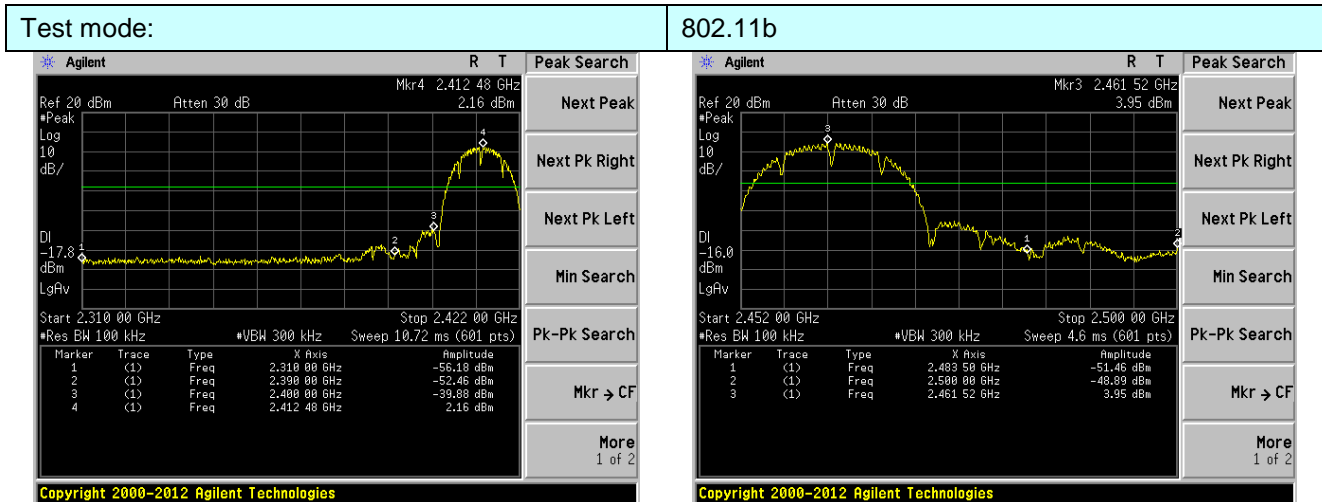 Test mode: 802.11b
Agilent R T Peak Search
Mkr4 2.412 48 GHz
Ref 20 dBm Atten 30 dB 2.16 dBm
#Peak
Log
10
dB/
4
3
2
1
DI
-17.8
dBm
LgAv
Start 2.310 00 GHz Stop 2.422 00 GHz
#Res BW 100 kHz #VBW 300 kHz Sweep 10.72 ms (601 pts)
Marker Trace Type X Axis Amplitude
1 (1) Freq 2.310 00 GHz -56.18 dBm
2 (1) Freq 2.390 00 GHz -52.46 dBm
3 (1) Freq 2.400 00 GHz -39.88 dBm
4 (1) Freq 2.412 48 GHz 2.16 dBm
Next Peak
Next Pk Right
Next Pk Left
Min Search
Pk-Pk Search
Mkr → CF
More
1 of 2
Copyright 2000-2012 Agilent Technologies
Agilent R T Peak Search
Mkr3 2.461 52 GHz
Ref 20 dBm Atten 30 dB 3.95 dBm
#Peak
Log
10
dB/
3
2
1
DI
-16.0
dBm
LgAv
Start 2.452 00 GHz Stop 2.500 00 GHz
#Res BW 100 kHz #VBW 300 kHz Sweep 4.6 ms (601 pts)
Marker Trace Type X Axis Amplitude
1 (1) Freq 2.483 50 GHz -51.46 dBm
2 (1) Freq 2.500 00 GHz -48.89 dBm
3 (1) Freq 2.461 52 GHz 3.95 dBm
Next Peak
Next Pk Right
Next Pk Left
Min Search
Pk-Pk Search
Mkr → CF
More
1 of 2
Copyright 2000-2012 Agilent Technologies